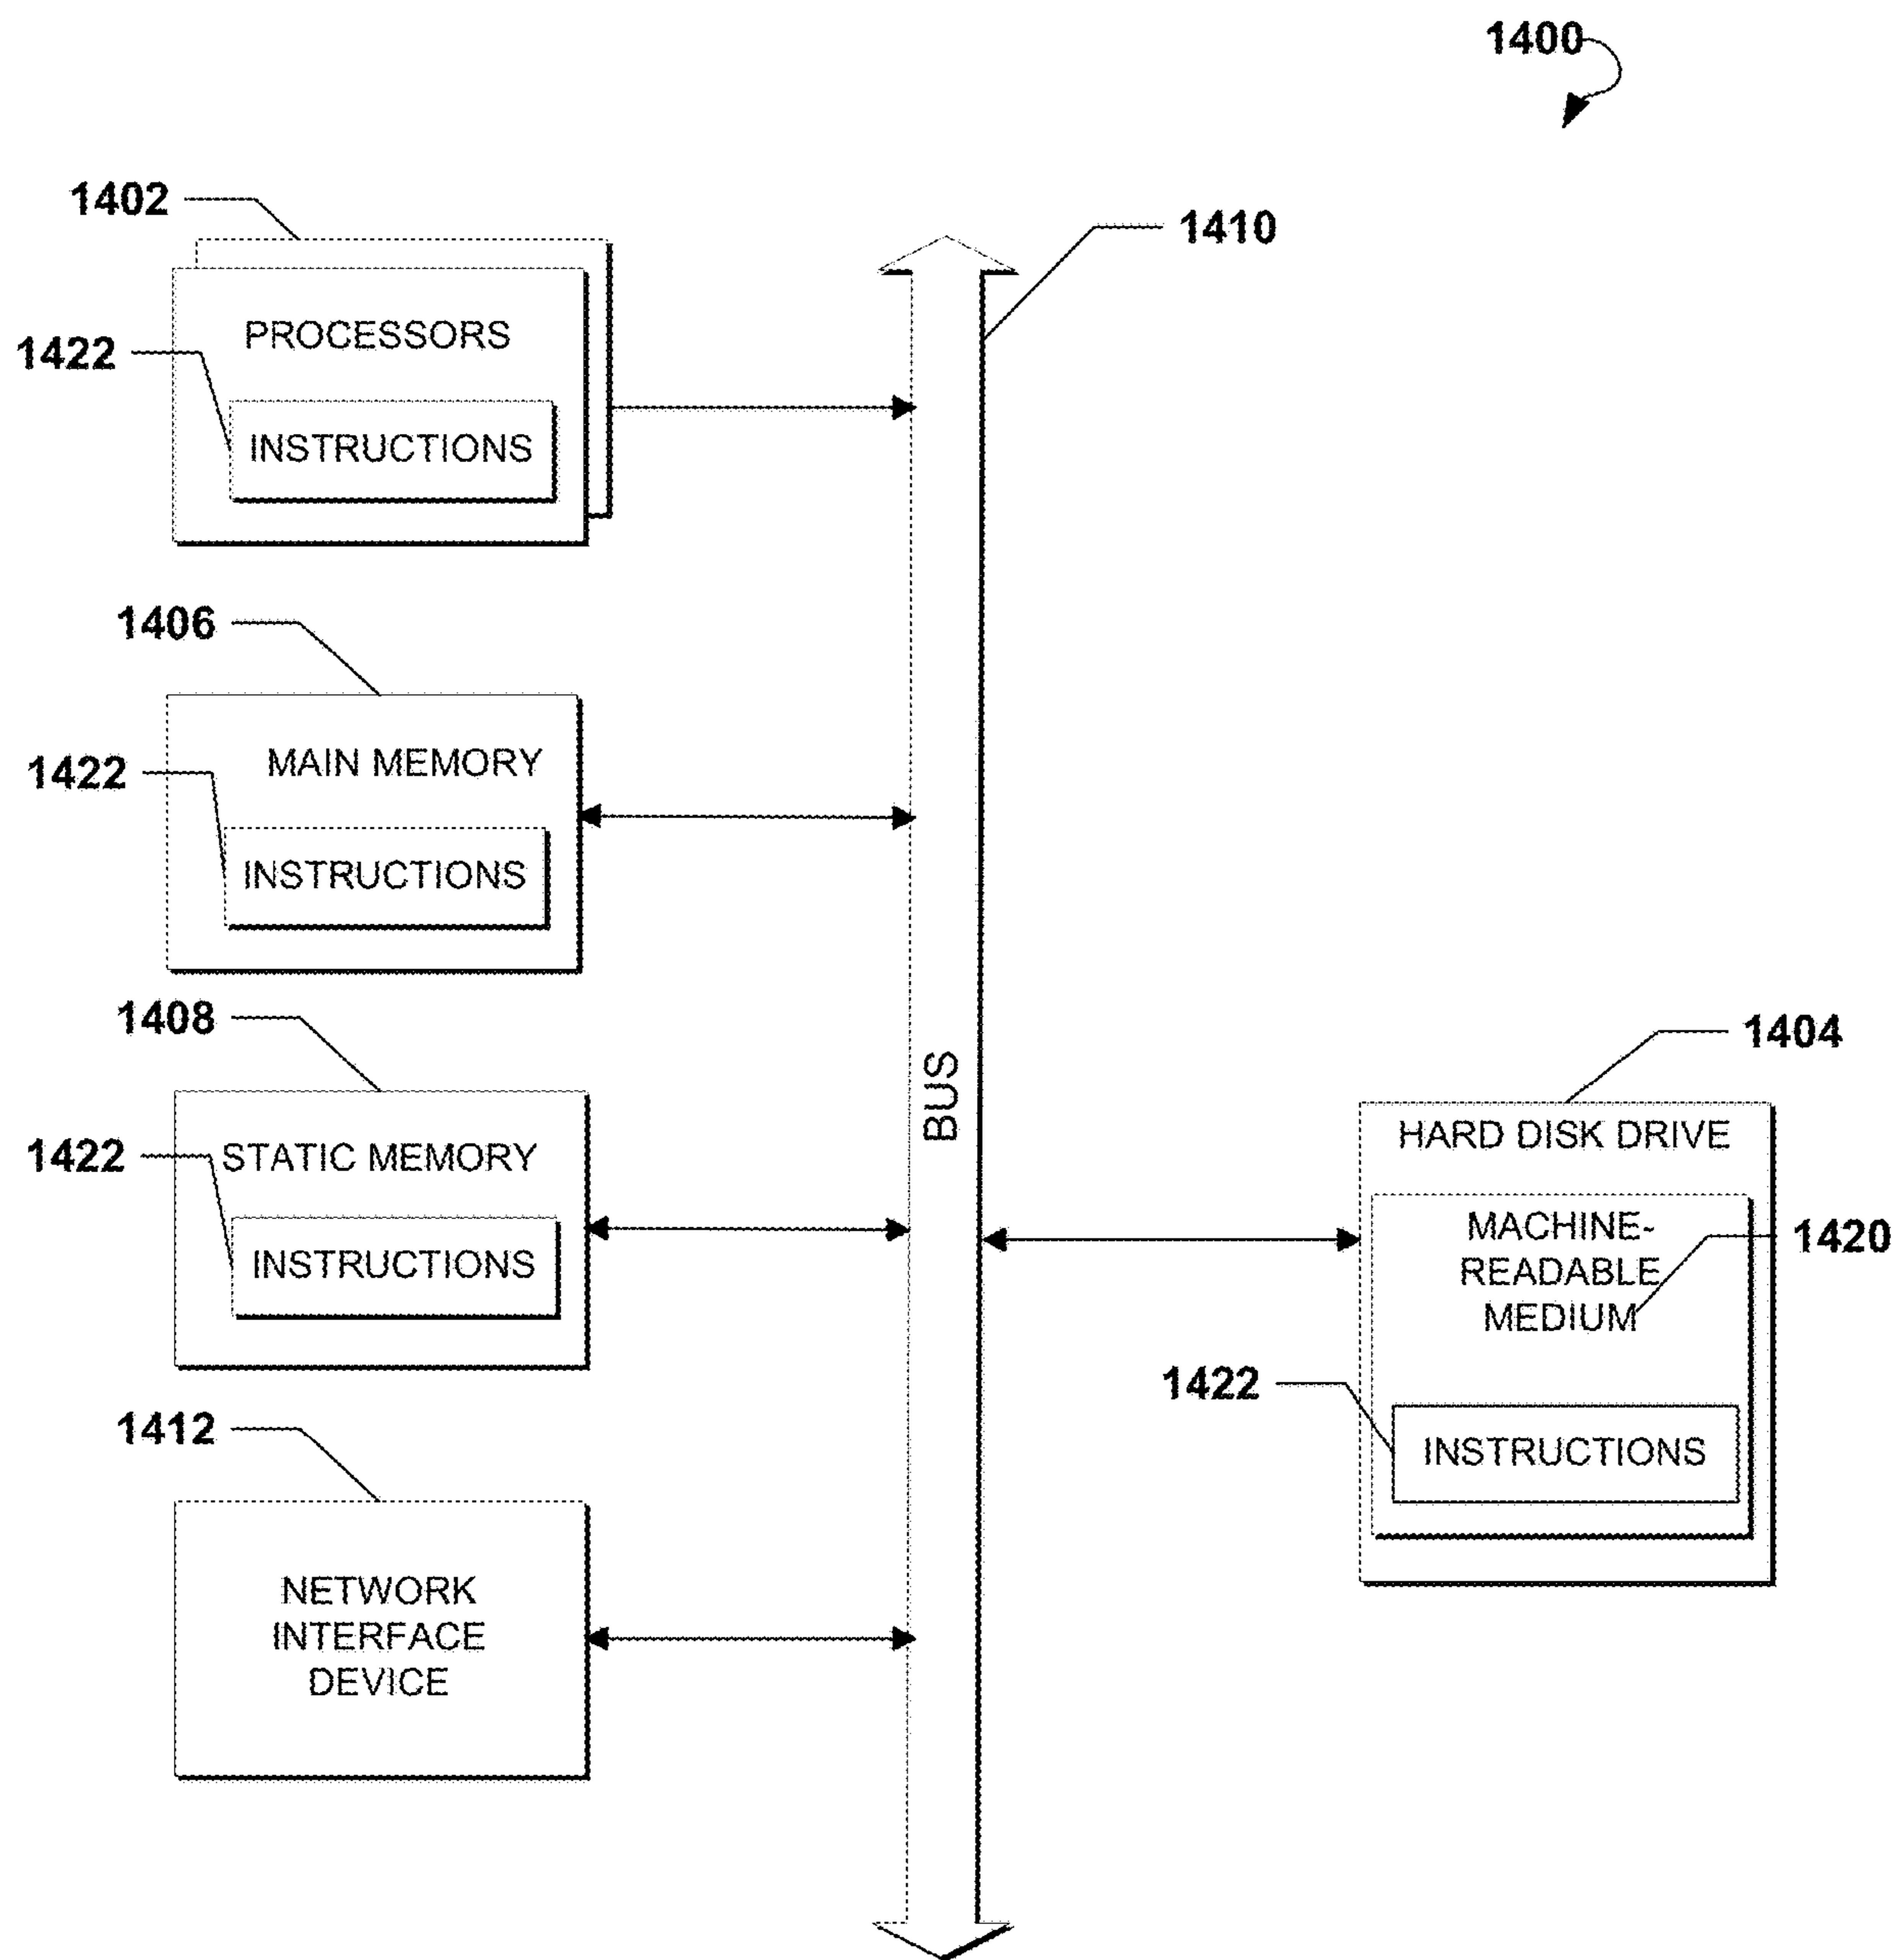 1400
1402
1410
PROCESSORS
1422
INSTRUCTIONS
1406
MAIN MEMORY
1422
INSTRUCTIONS
1408
STATIC MEMORY
1422
INSTRUCTIONS
BUS
1404
HARD DISK DRIVE
MACHINE-
READABLE
MEDIUM
1420
1422
INSTRUCTIONS
1412
NETWORK
INTERFACE
DEVICE